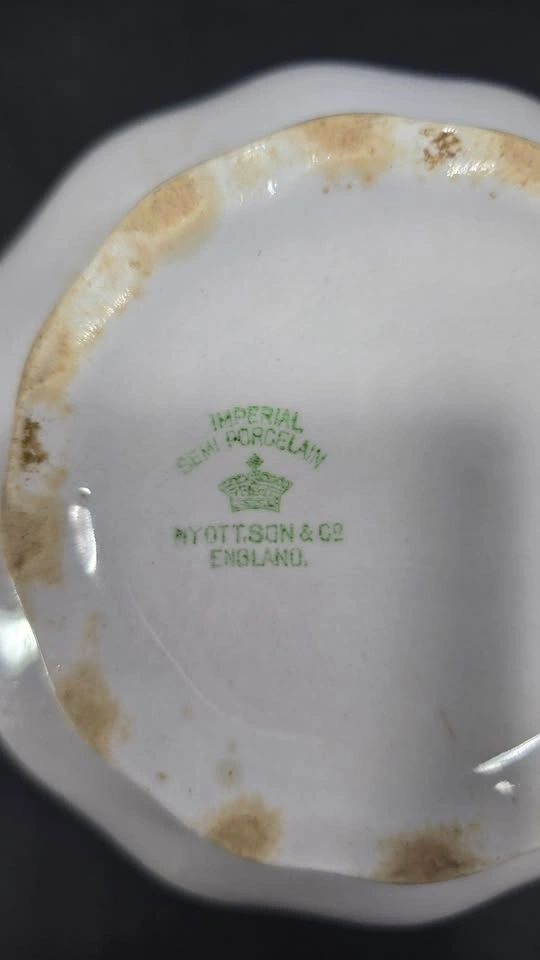 IMPERIAL
SEMI PORCELAIN
MYOTT.SON & Co
ENGLAND.